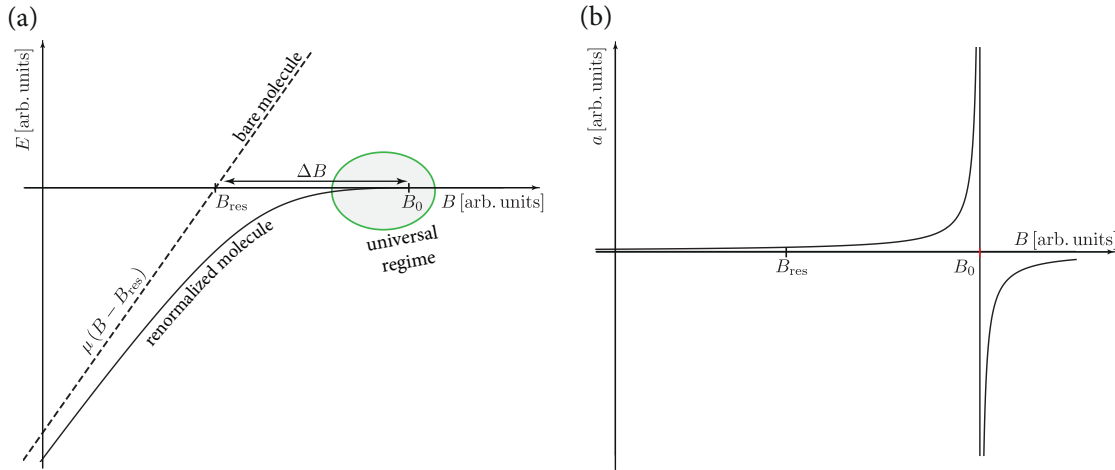 (a)
E [arb. units]
bare molecule
ΔB
B_res
B_0
B [arb. units]
universal
regime
renormalized molecule
μ (B − B_res)
(b)
a [arb. units]
B [arb. units]
B_res
B_0